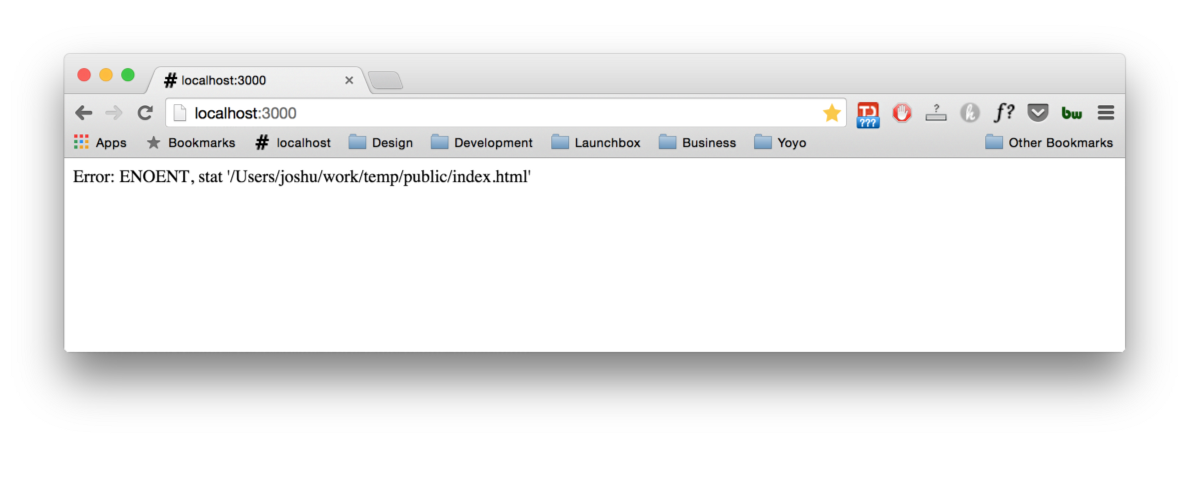 # localhost:3000
localhost:3000
???
?
f?
bw
Apps Bookmarks # localhost Design Development Launchbox Business Yoyo Other Bookmarks
Error: ENOENT, stat '/Users/joshu/work/temp/public/index.html'